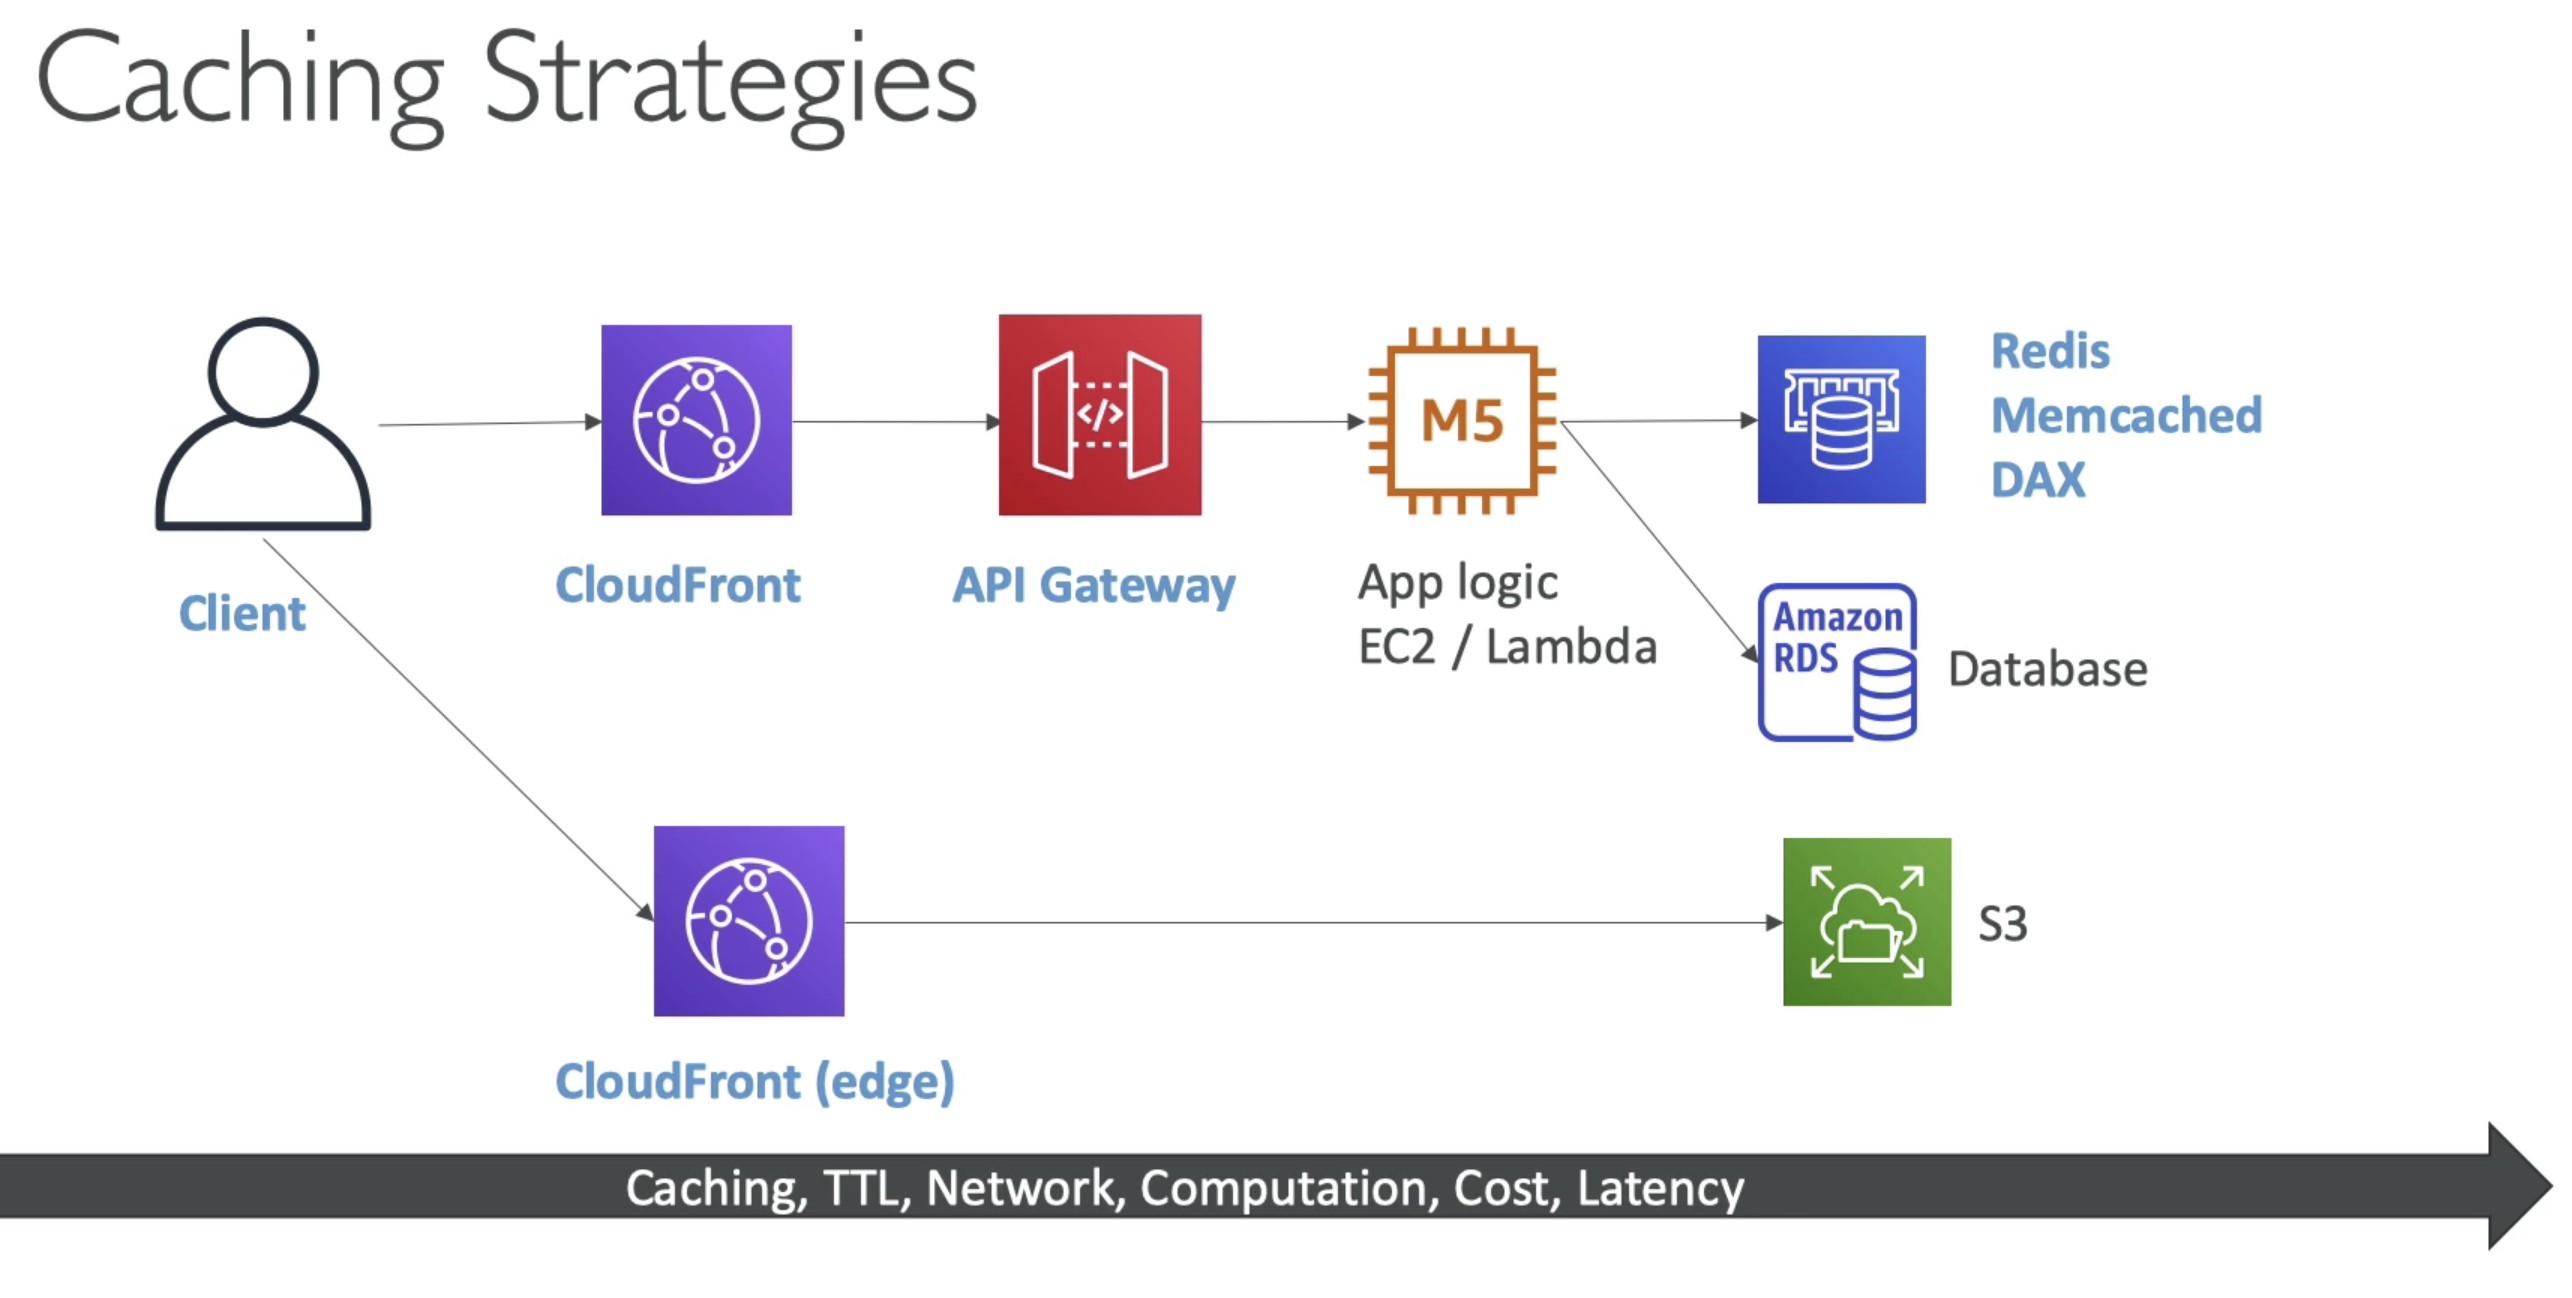 Caching Strategies
Client
CloudFront
API Gateway
</>
M5
App logic
EC2 / Lambda
Redis
Memcached
DAX
Amazon
RDS
Database
CloudFront (edge)
S3
Caching, TTL, Network, Computation, Cost, Latency